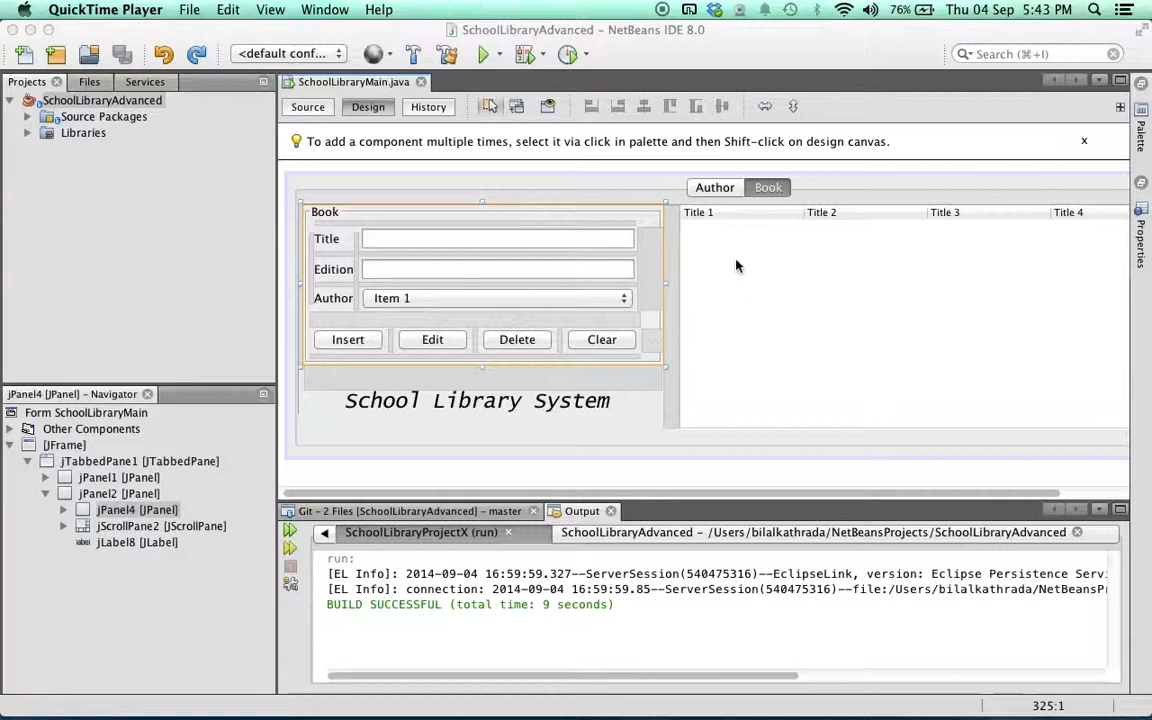 QuickTime Player File Edit View Window Help 76% Thu 04 Sep 5:43 PM
SchoolLibraryAdvanced - NetBeans IDE 8.0
<default conf... Search (⌘+I)
Projects Files Services SchoolLibraryMain.java
SchoolLibraryAdvanced
Source Packages
Libraries
Source Design History
To add a component multiple times, select it via click in palette and then Shift-click on design canvas. x
Palette
Properties
Author Book
Book
Title
Edition
Author Item 1
Insert Edit Delete Clear
School Library System
Title 1 Title 2 Title 3 Title 4
jPanel4 [JPanel] – Navigator
Form SchoolLibraryMain
Other Components
[JFrame]
jTabbedPane1 [JTabbedPane]
jPanel1 [JPanel]
jPanel2 [JPanel]
jPanel4 [JPanel]
jScrollPane2 [JScrollPane]
jLabel8 [JLabel]
label
Git – 2 Files [SchoolLibraryAdvanced] – master Output
SchoolLibraryProjectX (run) SchoolLibraryAdvanced – /Users/bilalkathrada/NetBeansProjects/SchoolLibraryAdvanced
run:
[EL Info]: 2014-09-04 16:59:59.327--ServerSession(540475316)--EclipseLink, version: Eclipse Persistence Servi
[EL Info]: connection: 2014-09-04 16:59:59.85--ServerSession(540475316)--file:/Users/bilalkathrada/NetBeansPr
BUILD SUCCESSFUL (total time: 9 seconds)
325:1